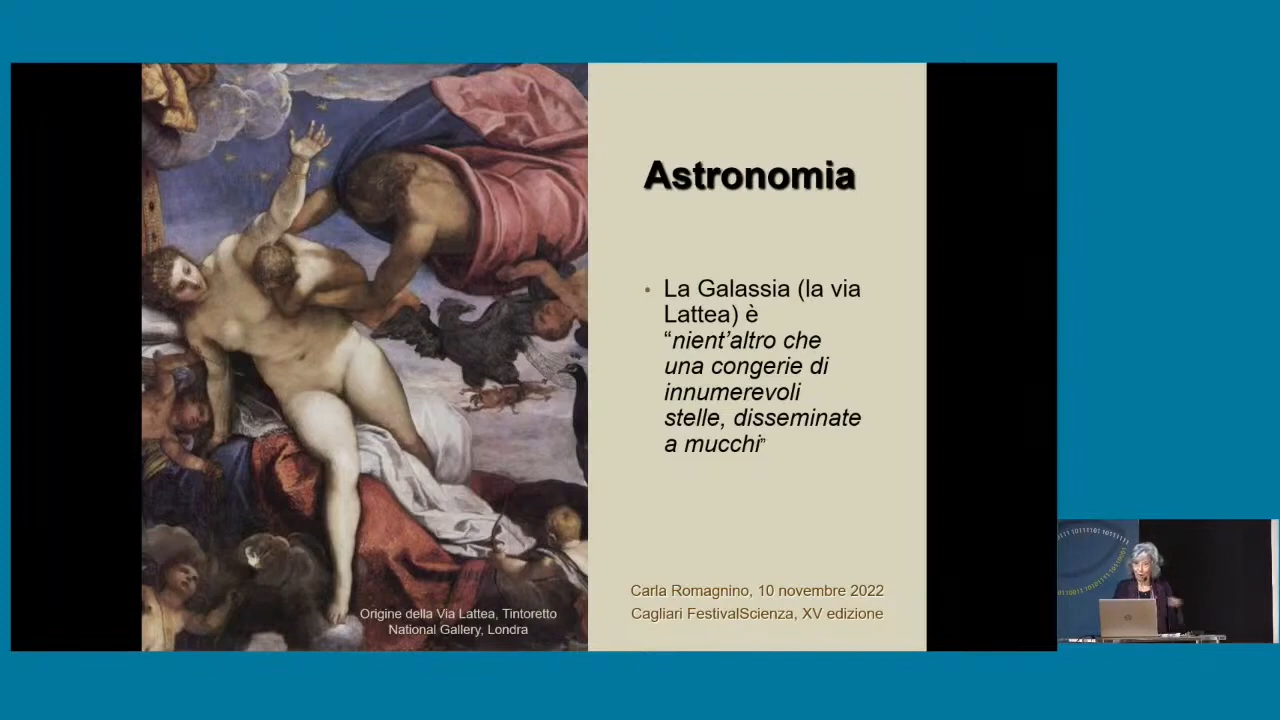 Astronomia
• La Galassia (la via
Lattea) è
“nient’altro che
una congerie di
innumerevoli
stelle, disseminate
a mucchi”
Carla Romagnino, 10 novembre 2022
Cagliari FestivalScienza, XV edizione
Origine della Via Lattea, Tintoretto
National Gallery, Londra